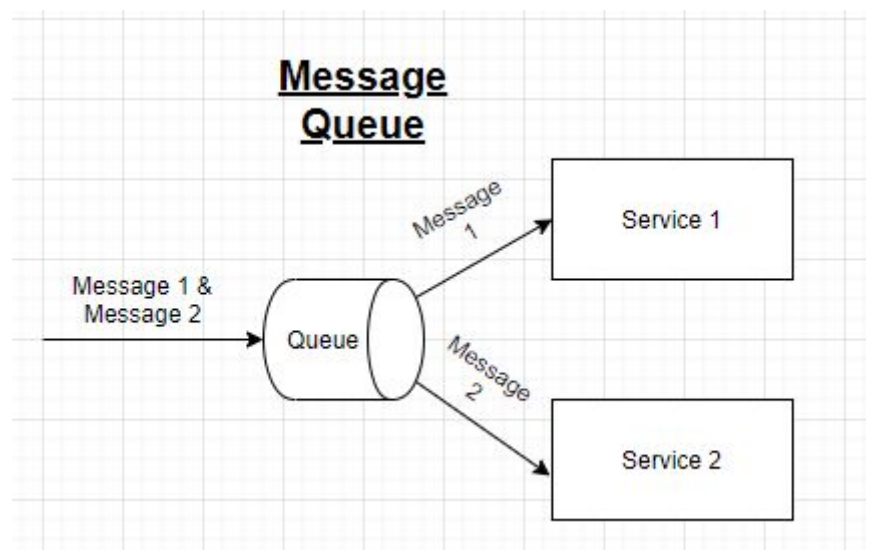 Message
Queue
Message 1 &
Message 2
Queue
Message
1
Message
2
Service 1
Service 2